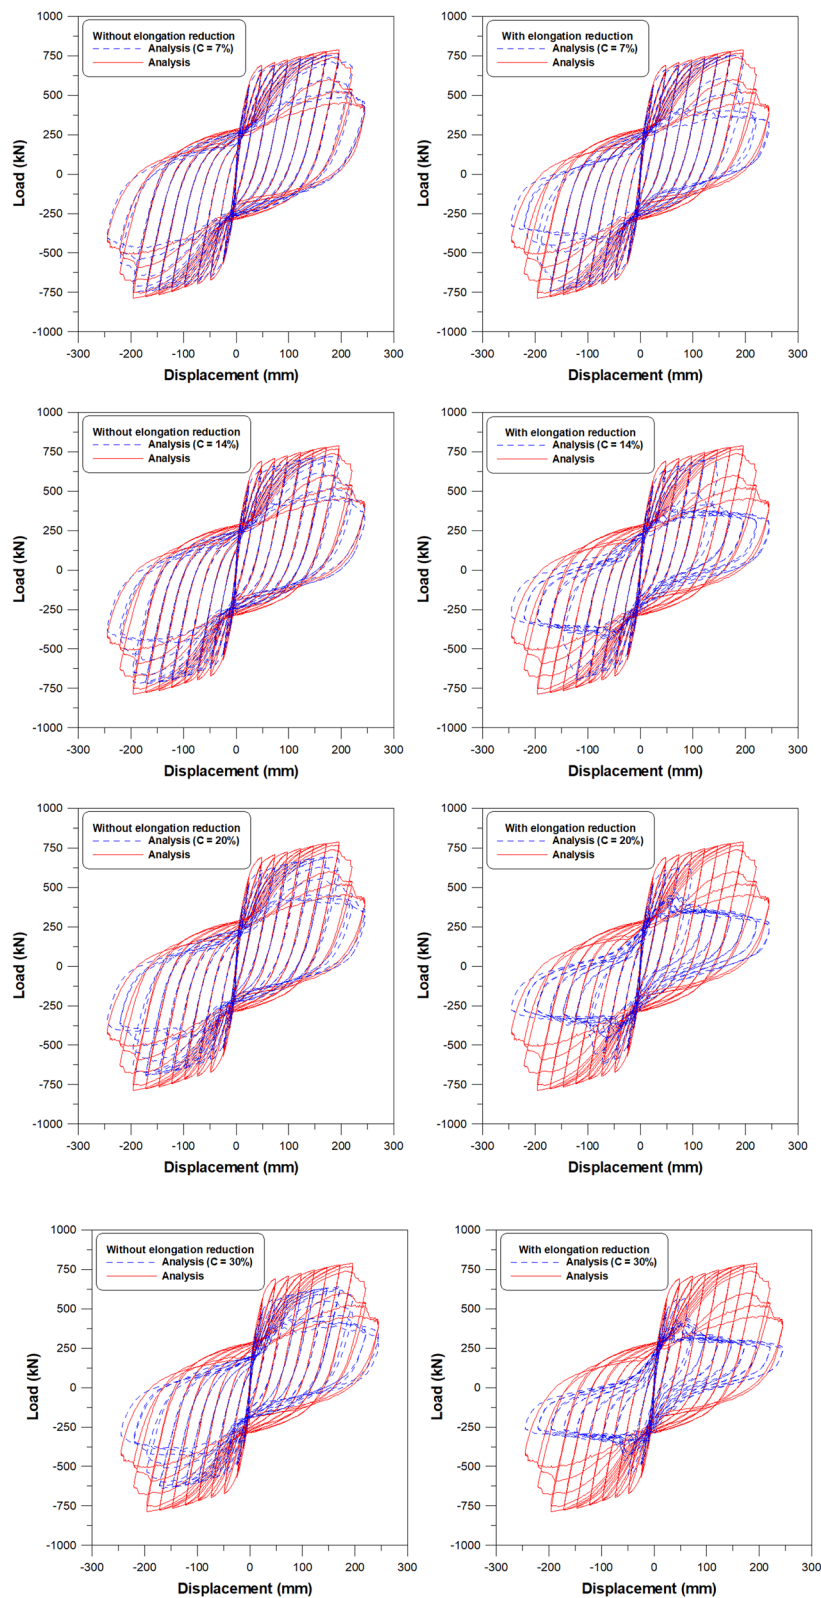 Without elongation reduction
Analysis (C = 7%)
Analysis
1000
750
500
250
0
-250
-500
-750
-1000
Load (kN)
-300 -200 -100 0 100 200 300
Displacement (mm)
With elongation reduction
Analysis (C = 7%)
Analysis
1000
750
500
250
0
-250
-500
-750
-1000
Load (kN)
-300 -200 -100 0 100 200 300
Displacement (mm)
Without elongation reduction
Analysis (C = 14%)
Analysis
1000
750
500
250
0
-250
-500
-750
-1000
Load (kN)
-300 -200 -100 0 100 200 300
Displacement (mm)
With elongation reduction
Analysis (C = 14%)
Analysis
1000
750
500
250
0
-250
-500
-750
-1000
Load (kN)
-300 -200 -100 0 100 200 300
Displacement (mm)
Without elongation reduction
Analysis (C = 20%)
Analysis
1000
750
500
250
0
-250
-500
-750
-1000
Load (kN)
-300 -200 -100 0 100 200 300
Displacement (mm)
With elongation reduction
Analysis (C = 20%)
Analysis
1000
750
500
250
0
-250
-500
-750
-1000
Load (kN)
-300 -200 -100 0 100 200 300
Displacement (mm)
Without elongation reduction
Analysis (C = 30%)
Analysis
1000
750
500
250
0
-250
-500
-750
-1000
Load (kN)
-300 -200 -100 0 100 200 300
Displacement (mm)
With elongation reduction
Analysis (C = 30%)
Analysis
1000
750
500
250
0
-250
-500
-750
-1000
Load (kN)
-300 -200 -100 0 100 200 300
Displacement (mm)